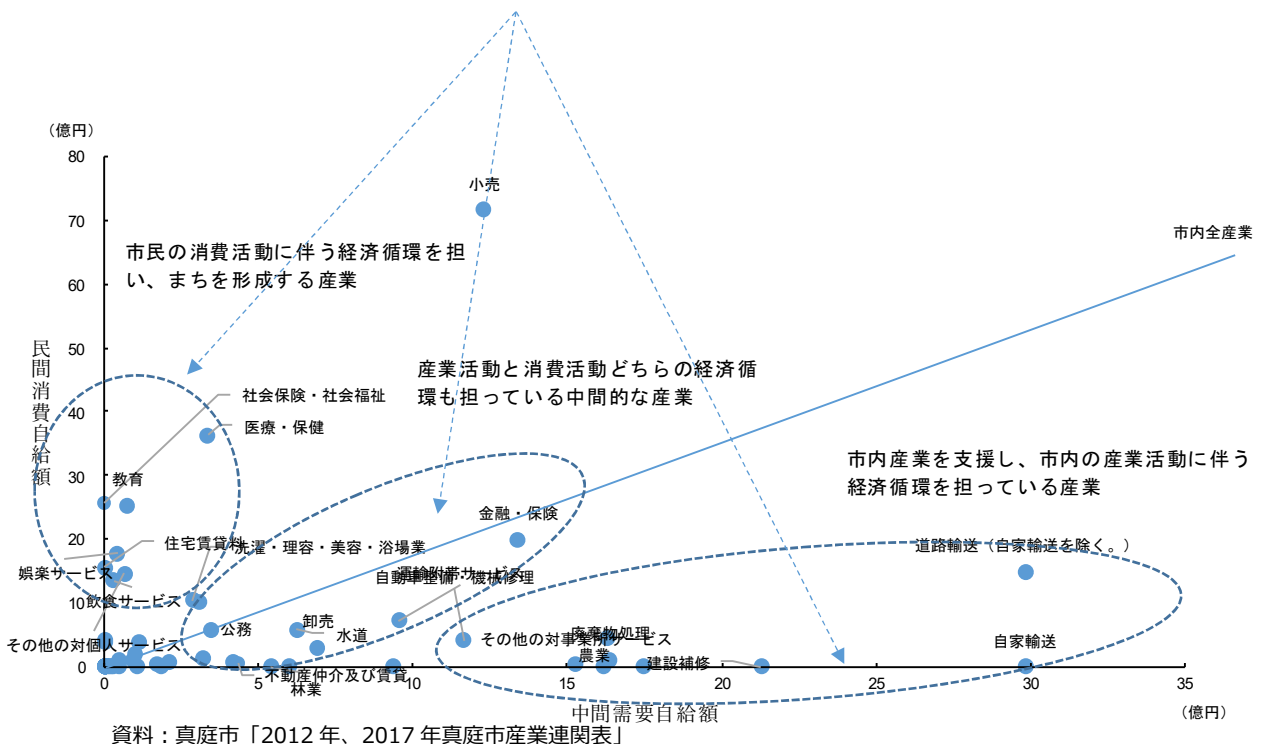 （億円）
80
小売
70
市内全産業
市民の消費活動に伴う経済循環を担
い、まちを形成する産業
60
50
民間消費自給額
産業活動と消費活動どちらの経済循
環も担っている中間的な産業
社会保険・社会福祉
40
医療・保健
市内産業を支援し、市内の産業活動に伴う
経済循環を担っている産業
30
教育
金融・保険
20
住宅賃貸料
洗濯・理容・美容・浴場業
道路輸送（自家輸送を除く。）
娯楽サービス
運輸附帯サービス
自動車整備・機械修理
10
飲食サービス
公務
卸売
水道
廃棄物処理
その他の対事業所サービス
その他の対個人サービス
農業
建設補修
自家輸送
0
不動産仲介及び賃貸
林業
0
5
10
15
20
25
30
35
中間需要自給額
（億円）
資料：真庭市「2012 年、2017 年真庭市産業連関表」